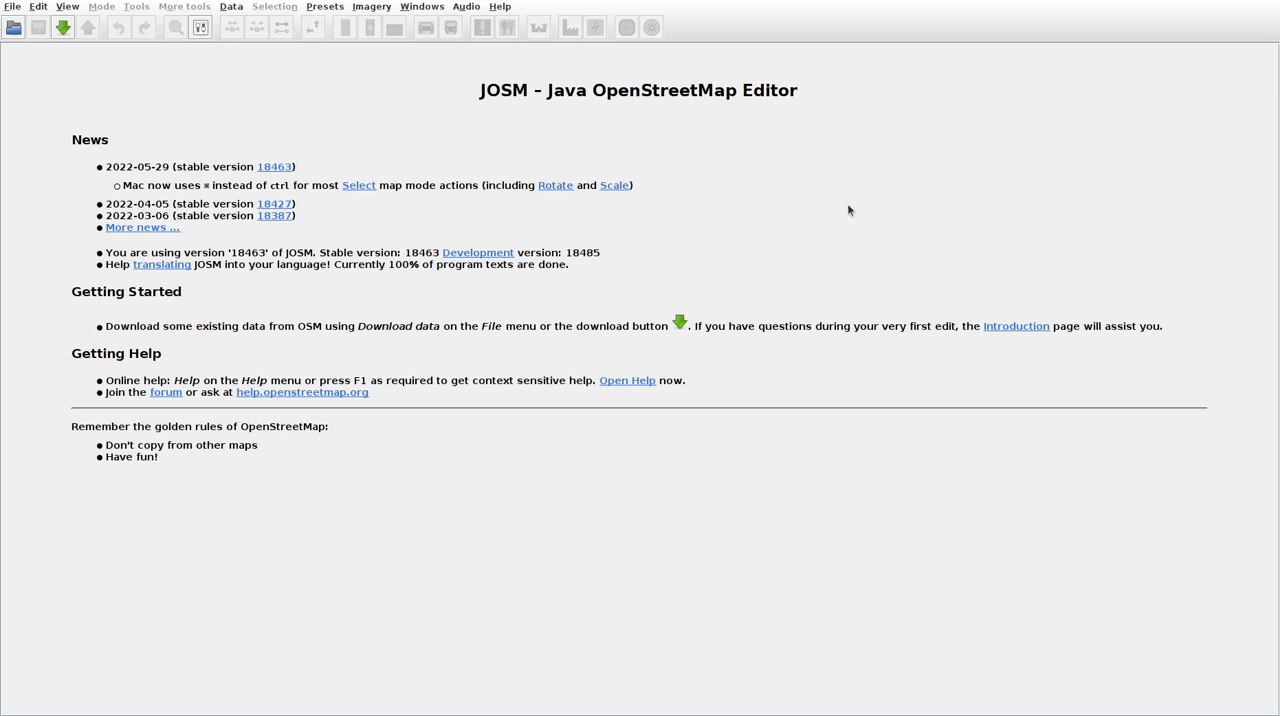 File Edit View Mode Tools More tools Data Selection Presets Imagery Windows Audio Help
JOSM – Java OpenStreetMap Editor
News
2022-05-29 (stable version 18463)
Mac now uses ⌘ instead of ctrl for most Select map mode actions (including Rotate and Scale)
2022-04-05 (stable version 18427)
2022-03-06 (stable version 18387)
More news ...
You are using version '18463' of JOSM. Stable version: 18463 Development version: 18485
Help translating JOSM into your language! Currently 100% of program texts are done.
Getting Started
Download some existing data from OSM using Download data on the File menu or the download button . If you have questions during your very first edit, the Introduction page will assist you.
Getting Help
Online help: Help on the Help menu or press F1 as required to get context sensitive help. Open Help now.
Join the forum or ask at help.openstreetmap.org
Remember the golden rules of OpenStreetMap:
Don't copy from other maps
Have fun!